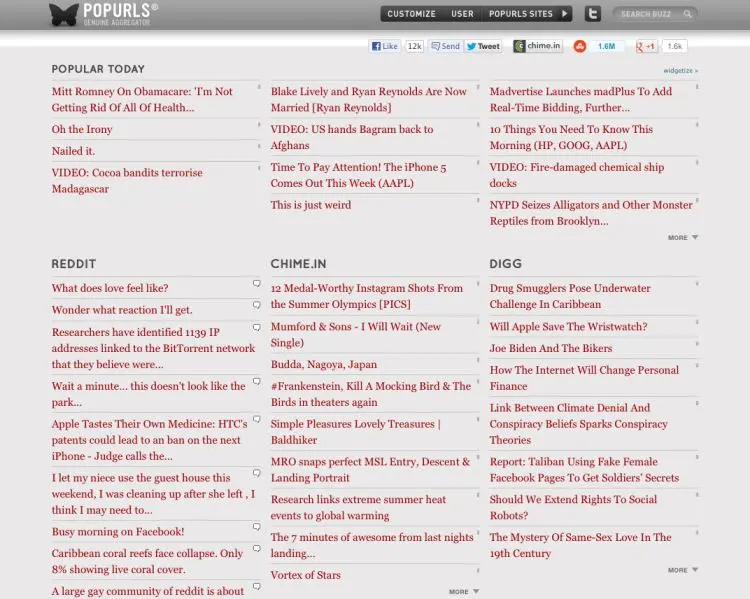 POPURLS®
GENUINE AGGREGATOR
CUSTOMIZE USER POPURLS SITES
SEARCH BUZZ
Like 12k Send Tweet chime.in 1.6M +1 1.6k
POPULAR TODAY
widgetize »
Mitt Romney On Obamacare: 'I'm Not
Getting Rid Of All Of Health...
Oh the Irony
Nailed it.
VIDEO: Cocoa bandits terrorise
Madagascar
Blake Lively and Ryan Reynolds Are Now
Married [Ryan Reynolds]
VIDEO: US hands Bagram back to
Afghans
Time To Pay Attention! The iPhone 5
Comes Out This Week (AAPL)
This is just weird
Madvertise Launches madPlus To Add
Real-Time Bidding, Further...
10 Things You Need To Know This
Morning (HP, GOOG, AAPL)
VIDEO: Fire-damaged chemical ship
docks
NYPD Seizes Alligators and Other Monster
Reptiles from Brooklyn...
MORE
REDDIT
What does love feel like?
Wonder what reaction I'll get.
Researchers have identified 1139 IP
addresses linked to the BitTorrent network
that they believe were...
Wait a minute... this doesn't look like the
park...
Apple Tastes Their Own Medicine: HTC's
patents could lead to an ban on the next
iPhone - Judge calls the...
I let my niece use the guest house this
weekend, I was cleaning up after she left , I
think I may need to...
Busy morning on Facebook!
Caribbean coral reefs face collapse. Only
8% showing live coral cover.
A large gay community of reddit is about
CHIME.IN
12 Medal-Worthy Instagram Shots From
the Summer Olympics [PICS]
Mumford & Sons - I Will Wait (New
Single)
Budda, Nagoya, Japan
#Frankenstein, Kill A Mocking Bird & The
Birds in theaters again
Simple Pleasures Lovely Treasures |
Baldhiker
MRO snaps perfect MSL Entry, Descent &
Landing Portrait
Research links extreme summer heat
events to global warming
The 7 minutes of awesome from last nights
landing...
Vortex of Stars
MORE
DIGG
Drug Smugglers Pose Underwater
Challenge In Caribbean
Will Apple Save The Wristwatch?
Joe Biden And The Bikers
How The Internet Will Change Personal
Finance
Link Between Climate Denial And
Conspiracy Beliefs Sparks Conspiracy
Theories
Report: Taliban Using Fake Female
Facebook Pages To Get Soldiers' Secrets
Should We Extend Rights To Social
Robots?
The Mystery Of Same-Sex Love In The
19th Century
MORE